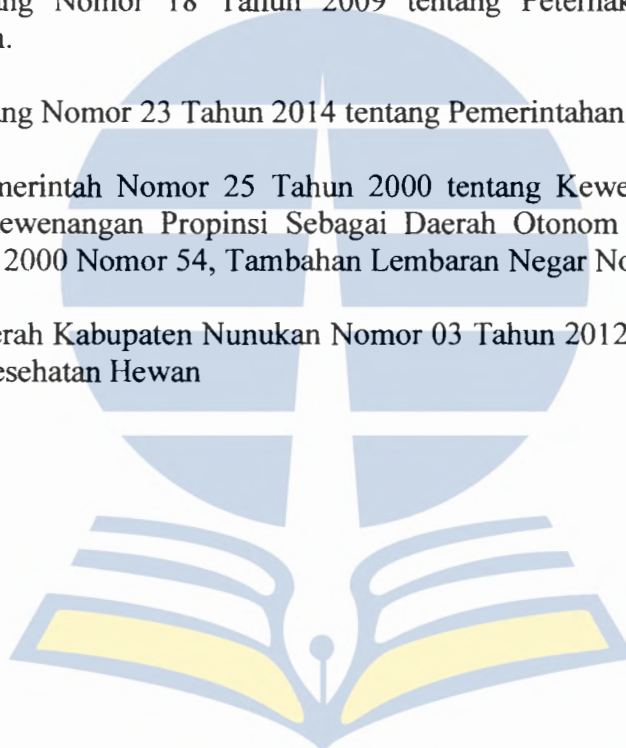 ng Nomor 18 Tahun 2009 tentang Peternak
n.
ng Nomor 23 Tahun 2014 tentang Pemerintahan
merintah Nomor 25 Tahun 2000 tentang Kewe
ewenangan Propinsi Sebagai Daerah Otonom
2000 Nomor 54, Tambahan Lembaran Negar No
erah Kabupaten Nunukan Nomor 03 Tahun 2012
esehatan Hewan